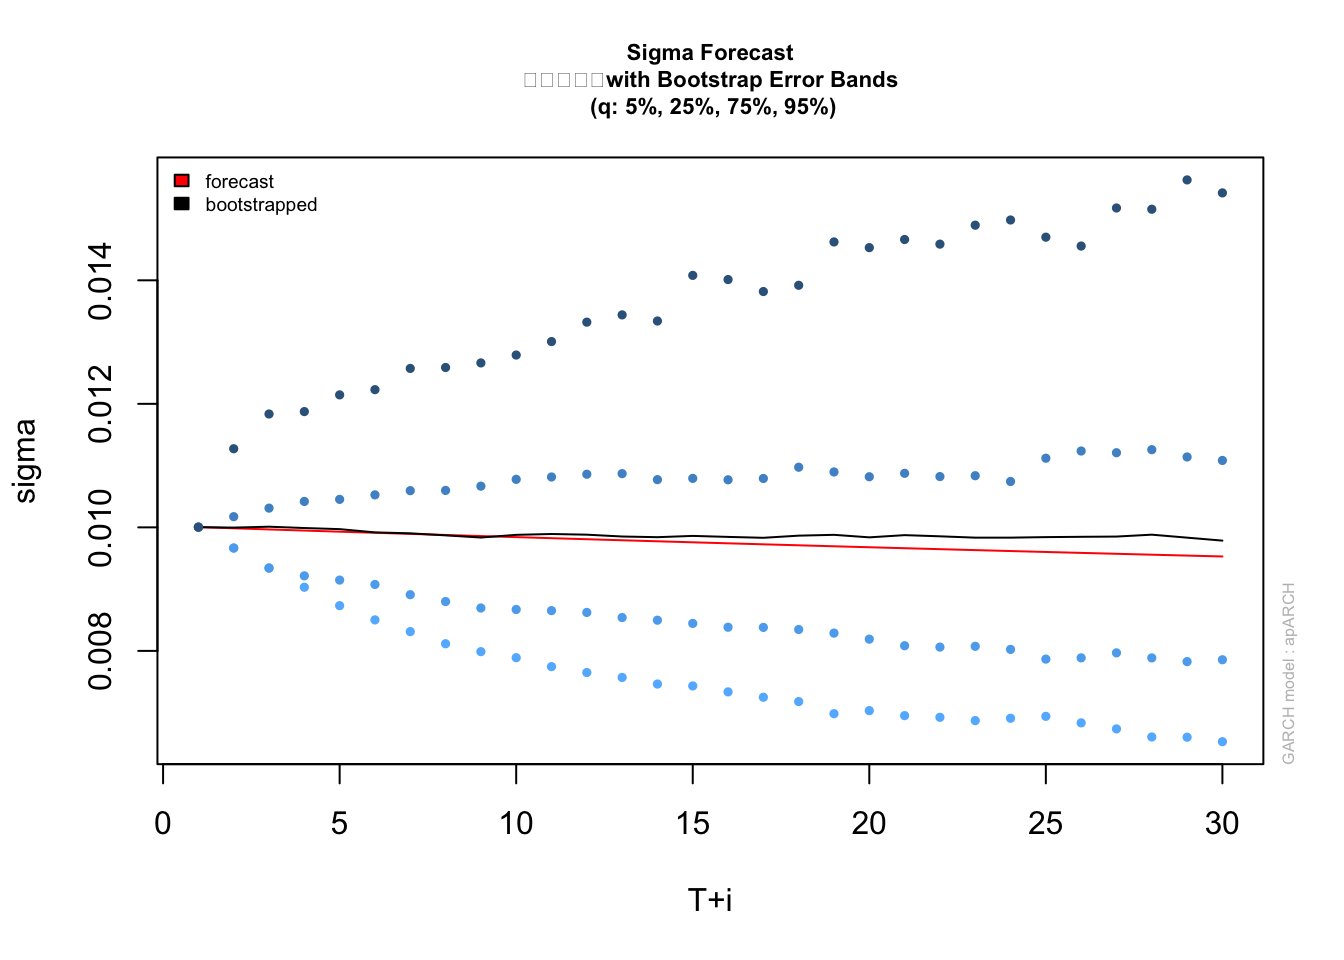 Sigma Forecast
with Bootstrap Error Bands
(q: 5%, 25%, 75%, 95%)
forecast
bootstrapped
0.014
0.012
0.010
0.008
sigma
0
5
10
15
20
25
30
T+i
GARCH model : apARCH